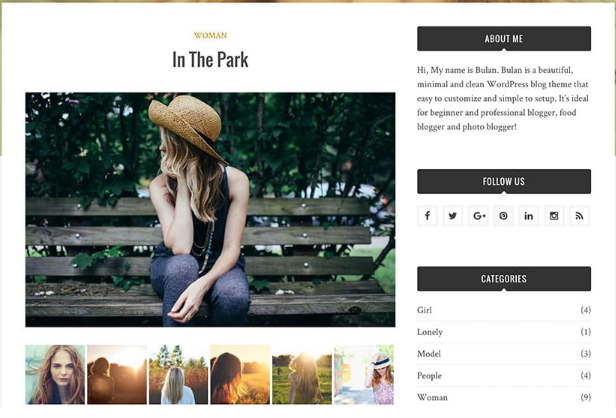 WOMAN
In The Park
ABOUT ME
Hi, My name is Bulan. Bulan is a beautiful,
minimal and clean WordPress blog theme that
easy to customize and simple to setup. It's ideal
for beginner and professional blogger, food
blogger and photo blogger!
FOLLOW US
CATEGORIES
Girl (4)
Lonely (1)
Model (3)
People (4)
Woman (9)